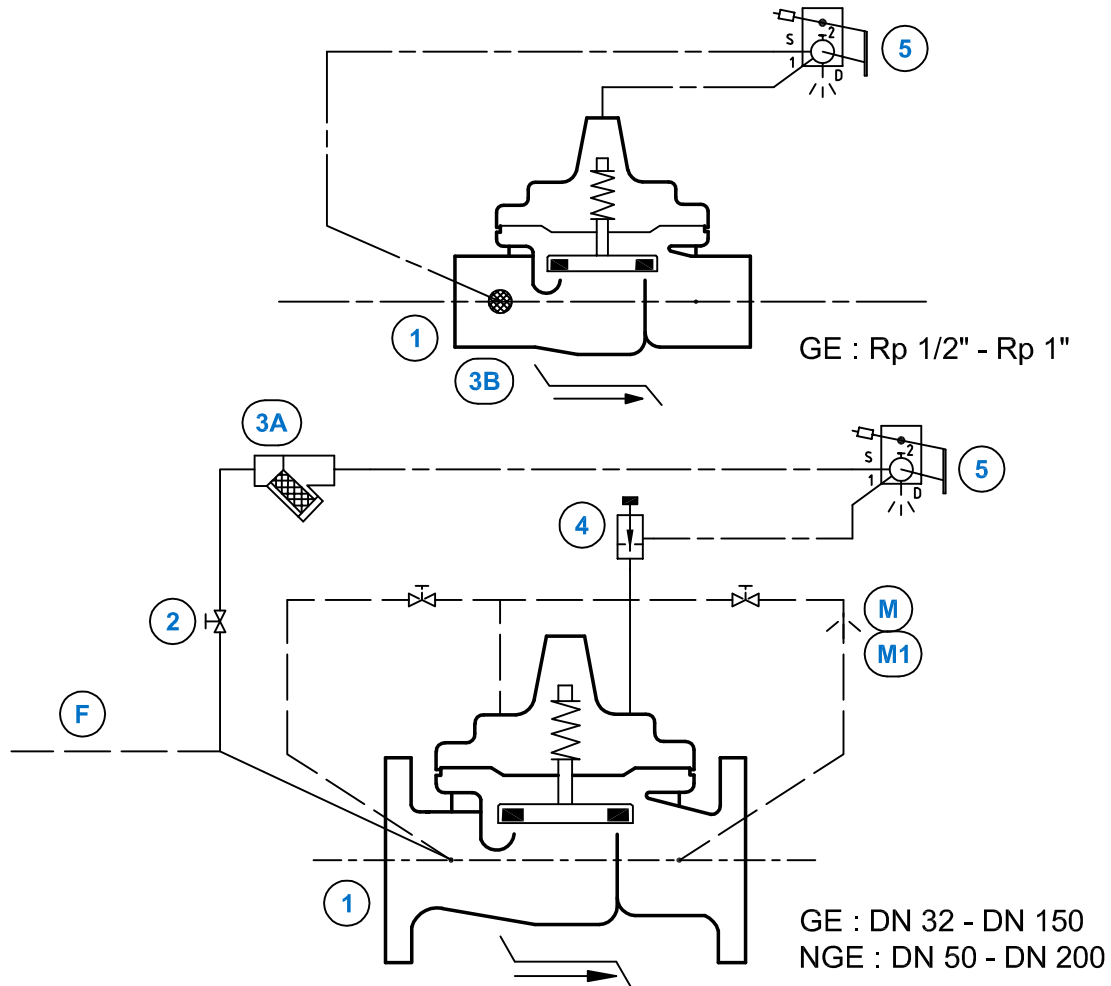 2
S
5
1
D
1
GE : Rp 1/2" - Rp 1"
3B
3A
2
S
5
1
D
4
2
M
M1
F
1
GE : DN 32 - DN 150
NGE : DN 50 - DN 200